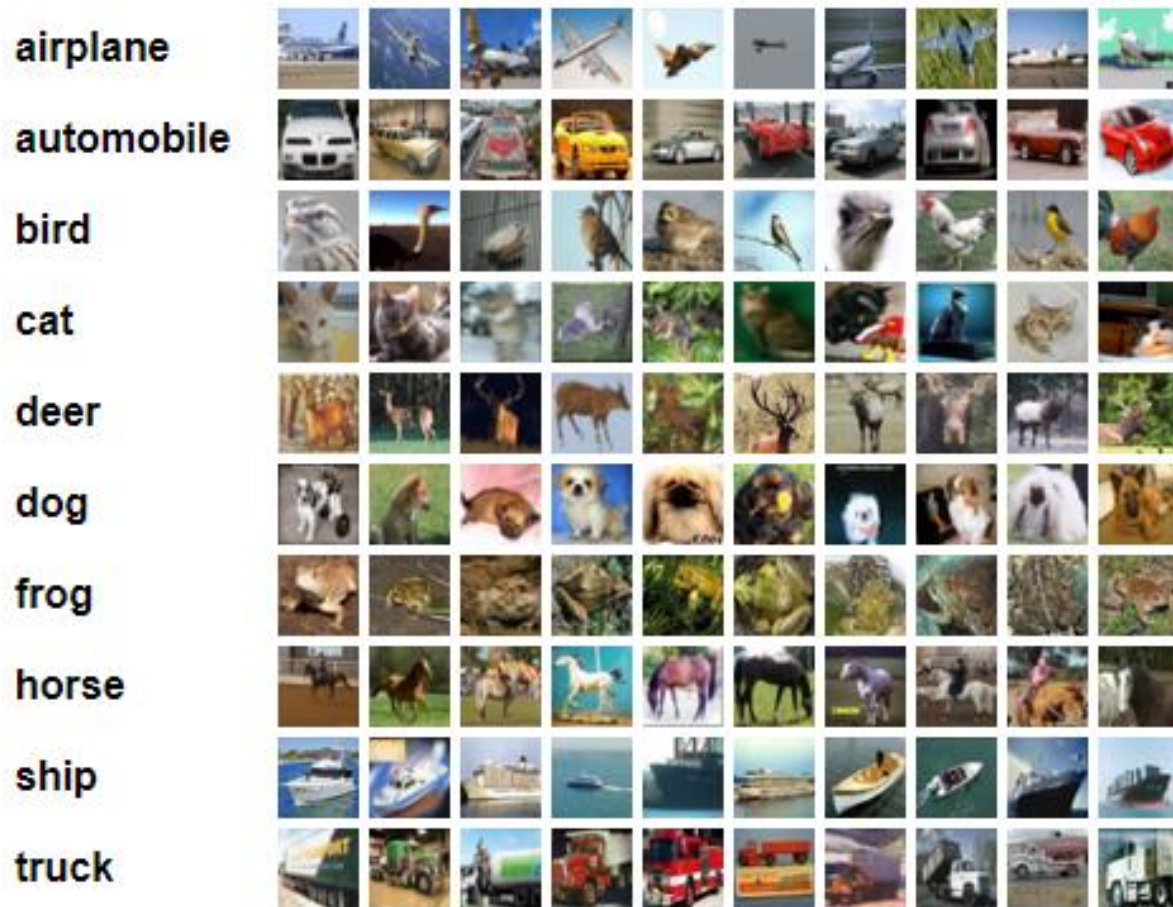 airplane
automobile
bird
cat
deer
dog
frog
horse
ship
truck